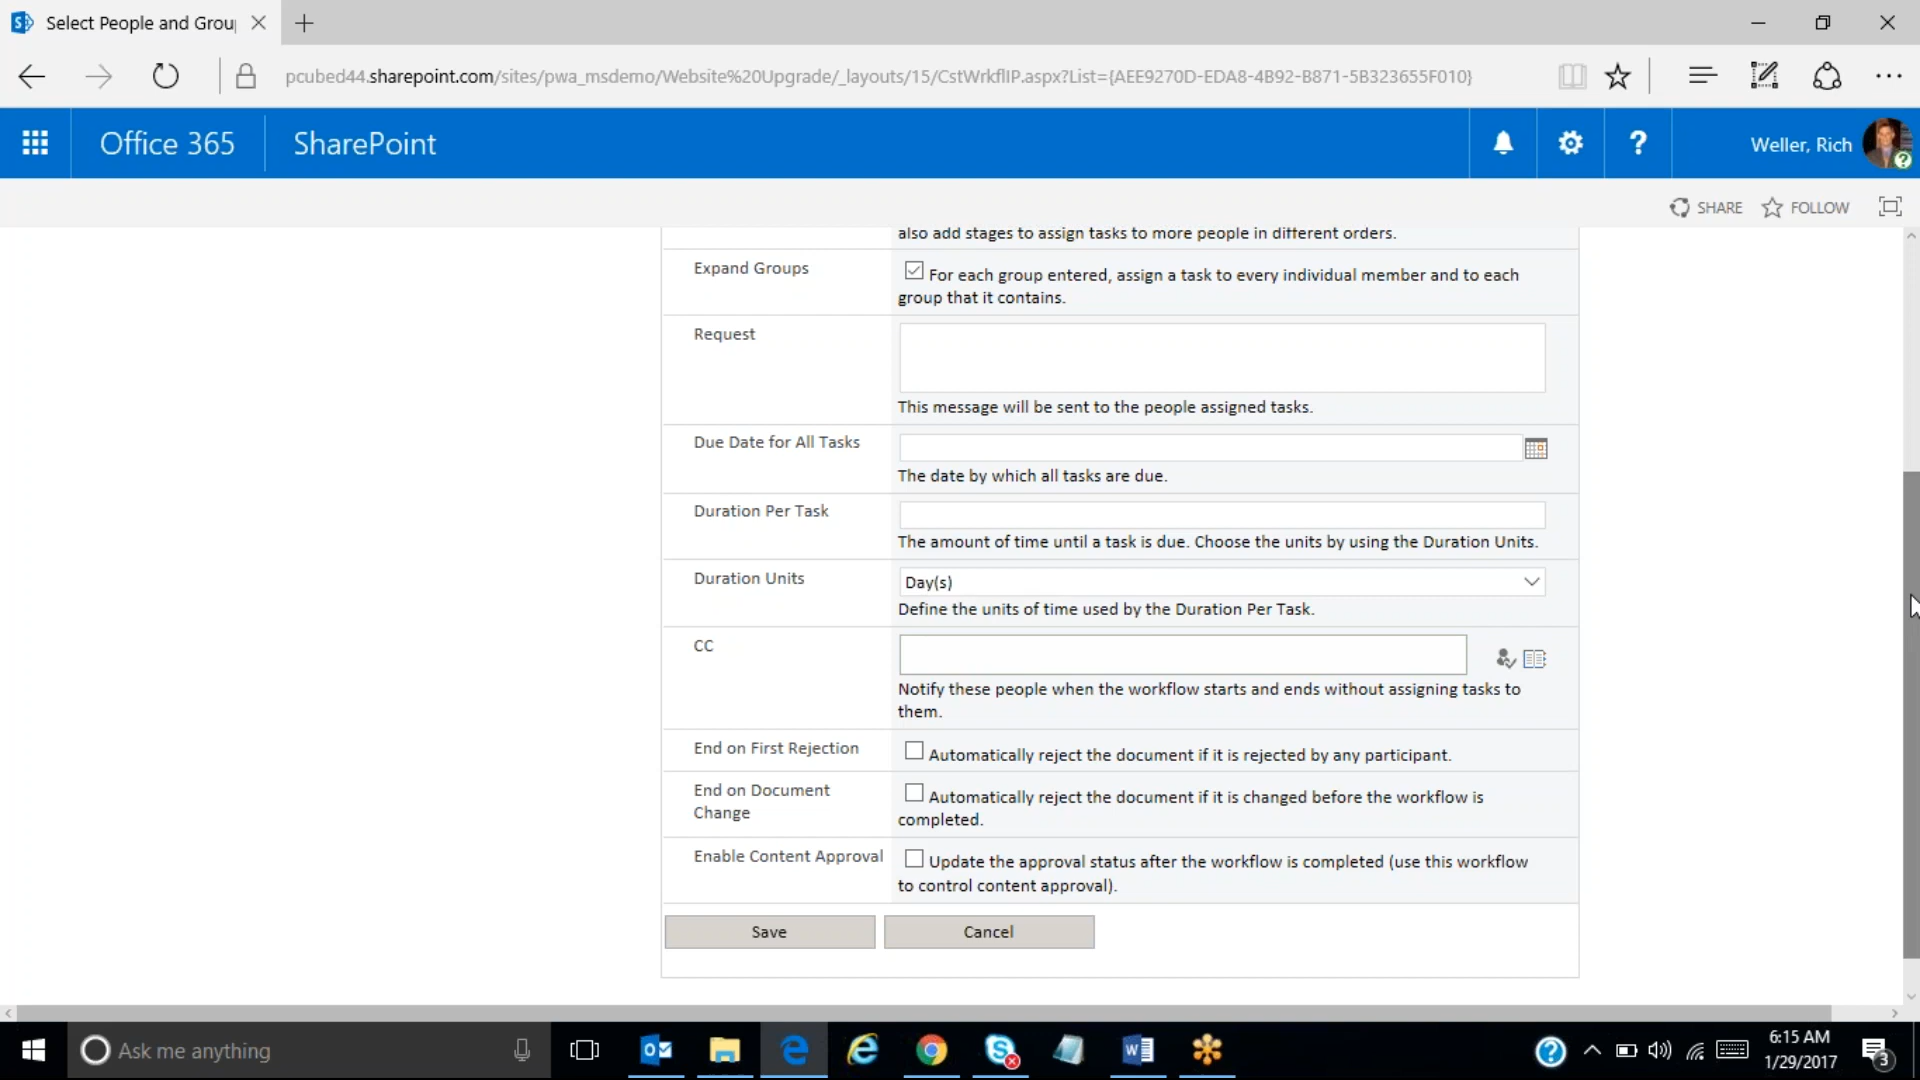 Select People and Grou
pcubed44.sharepoint.com/sites/pwa_msdemo/Website%20Upgrade/_layouts/15/CstWrkflIP.aspx?List={AEE9270D-EDA8-4B92-B871-5B323655F010}
Office 365
SharePoint
?
Weller, Rich
SHARE
FOLLOW
also add stages to assign tasks to more people in different orders.
Expand Groups
For each group entered, assign a task to every individual member and to each
group that it contains.
Request
This message will be sent to the people assigned tasks.
Due Date for All Tasks
The date by which all tasks are due.
Duration Per Task
The amount of time until a task is due. Choose the units by using the Duration Units.
Duration Units
Day(s)
Define the units of time used by the Duration Per Task.
CC
Notify these people when the workflow starts and ends without assigning tasks to
them.
End on First Rejection
Automatically reject the document if it is rejected by any participant.
End on Document
Change
Automatically reject the document if it is changed before the workflow is
completed.
Enable Content Approval
Update the approval status after the workflow is completed (use this workflow
to control content approval).
Save
Cancel
Ask me anything
6:15 AM
1/29/2017
3